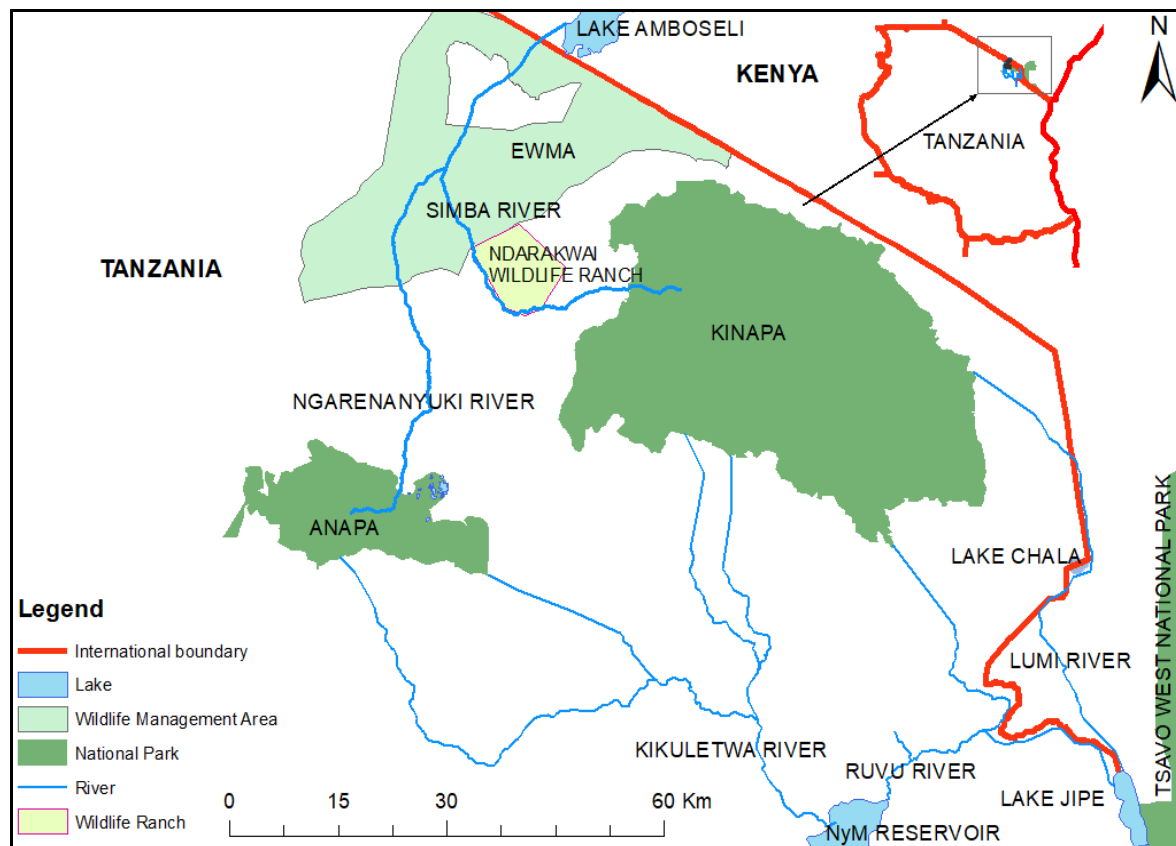 LAKE AMBOSELI
N
KENYA
TANZANIA
EWMA
SIMBA RIVER
TANZANIA
NDARAKWAI
WILDLIFE RANCH
KINAPA
NGARENANYUKI RIVER
ANAPA
LAKE CHALA
LUMI RIVER
TSAVO WEST NATIONAL PARK
KIKULETWA RIVER
RUVU RIVER
LAKE JIPE
NyM RESERVOIR
Legend
International boundary
Lake
Wildlife Management Area
National Park
River
Wildlife Ranch
0 15 30 60 Km